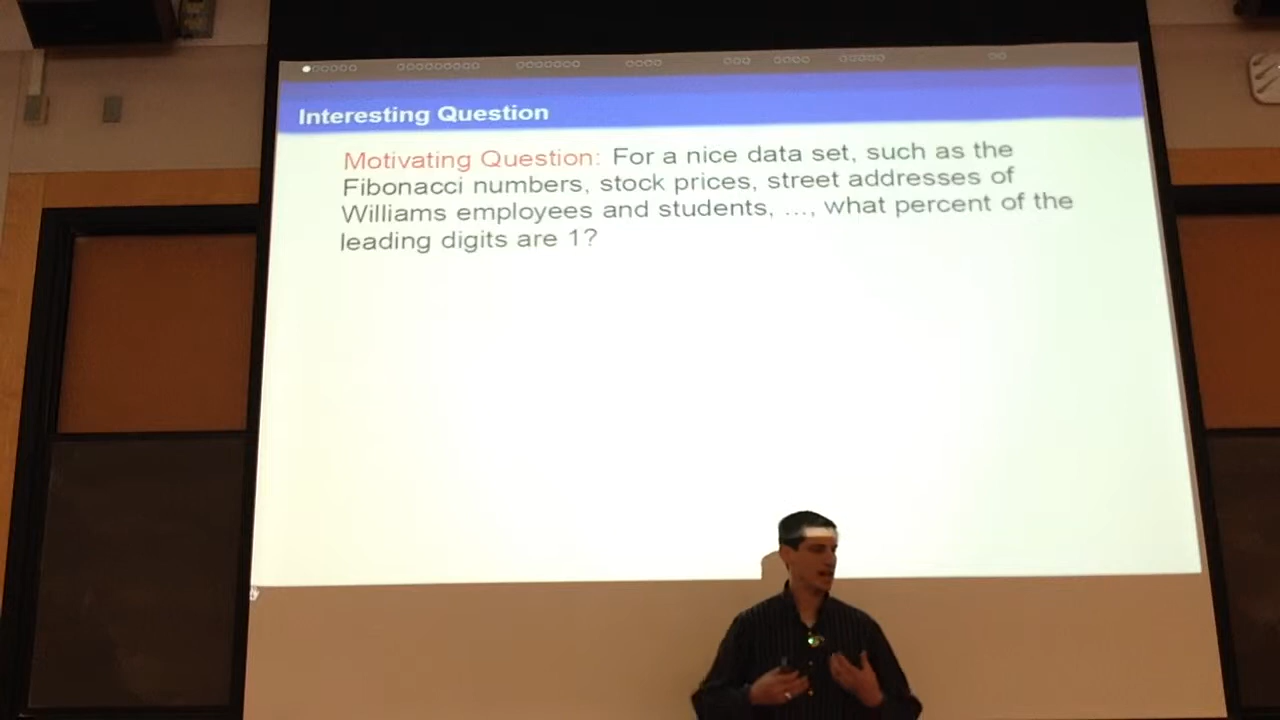 Interesting Question
Motivating Question: For a nice data set, such as the
Fibonacci numbers, stock prices, street addresses of
Williams employees and students, ..., what percent of the
leading digits are 1?